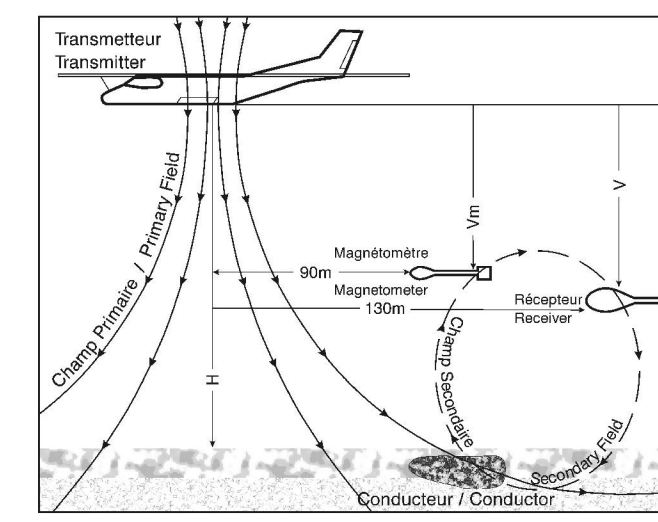 Transmetteur
Transmitter
Champ Primaire / Primary Field
Vm
V
Magnétomètre
90m
Magnetometer
130m
Récepteur
Receiver
H
Champ Secondaire
Secondary Field
Conducteur / Conductor